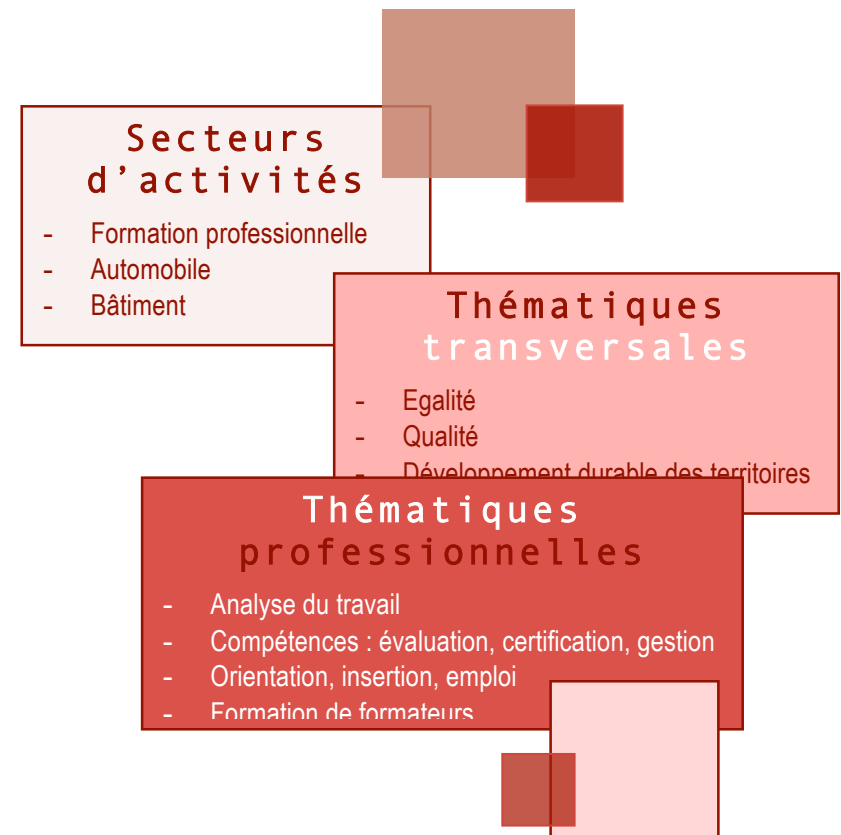 Secteurs
d’activités
- Formation professionnelle
- Automobile
- Bâtiment
Thématiques
transversales
- Egalité
- Qualité
- Développement durable des territoires
Thématiques
professionnelles
- Analyse du travail
- Compétences : évaluation, certification, gestion
- Orientation, insertion, emploi
- Formation de formateurs